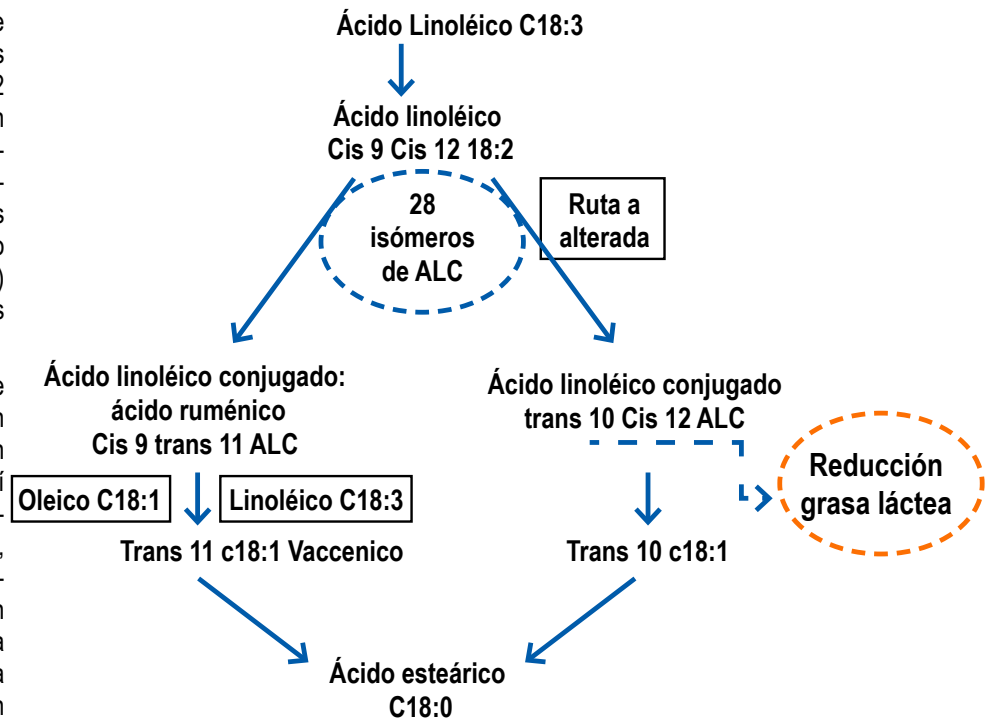 Ácido Linoléico C18:3
Ácido linoléico
Cis 9 Cis 12 18:2
28
isómeros
de ALC
Ruta a
alterada
Ácido linoléico conjugado:
ácido ruménico
Cis 9 trans 11 ALC
Ácido linoléico conjugado
trans 10 Cis 12 ALC
Reducción
grasa láctea
Oleico C18:1
Linoléico C18:3
Trans 11 c18:1 Vaccenico
Trans 10 c18:1
Ácido esteárico
C18:0